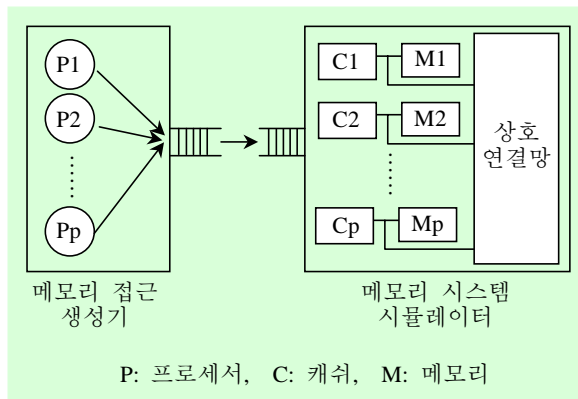 P1
P2
Pp
메모리 접근
생성기
C1
M1
C2
M2
Cp
Mp
상호
연결망
메모리 시스템
시뮬레이터
P: 프로세서, C: 캐쉬, M: 메모리